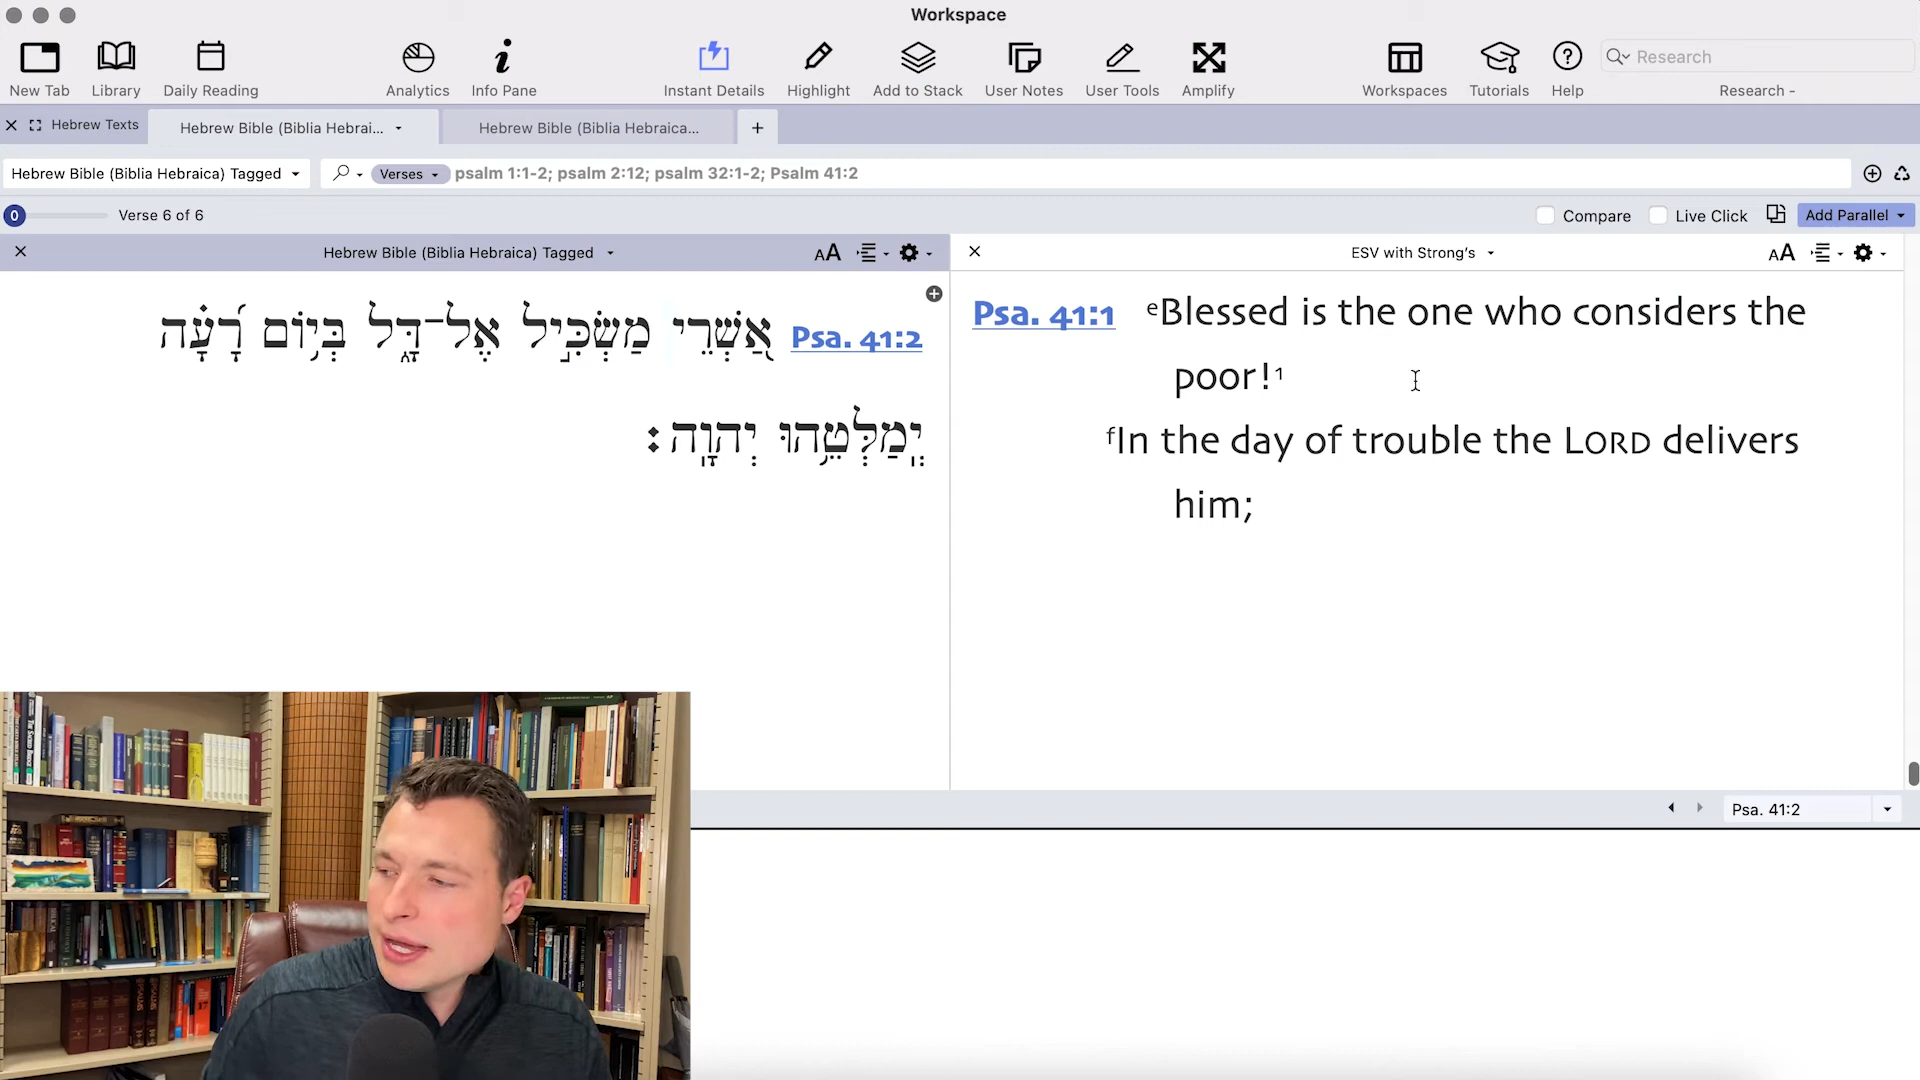 Workspace
New Tab
Library
Daily Reading
Analytics
Info Pane
Instant Details
Highlight
Add to Stack
User Notes
User Tools
Amplify
Workspaces
Tutorials
Help
Research
Research -
Hebrew Texts
Hebrew Bible (Biblia Hebrai...
Hebrew Bible (Biblia Hebraica...
Hebrew Bible (Biblia Hebraica) Tagged
Verses psalm 1:1-2; psalm 2:12; psalm 32:1-2; Psalm 41:2
0 Verse 6 of 6
Compare
Live Click
Add Parallel
Hebrew Bible (Biblia Hebraica) Tagged
AA
Psa. 41:2 אַ֭שְׁרֵי מַשְׂכִּ֣יל אֶל־דָּ֑ל בְּי֥וֹם רָ֝עָ֗ה
יְֽמַלְּטֵ֥הוּ יְהוָֽה׃
ESV with Strong’s
AA
Psa. 41:1 eBlessed is the one who considers the
poor!1
fIn the day of trouble the LORD delivers
him;
Psa. 41:2